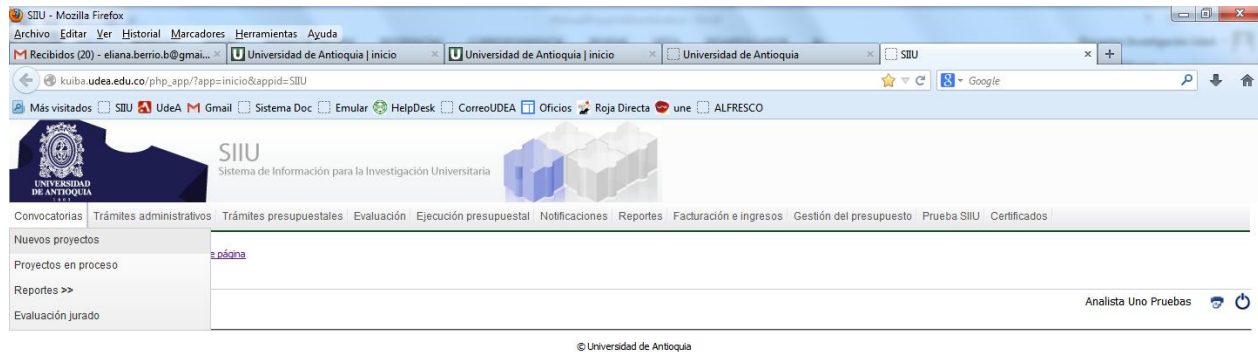 SIIU - Mozilla Firefox
Archivo Editar Ver Historial Marcadores Herramientas Ayuda
Recibidos (20) - eliana.berrio.b@gmai... × Universidad de Antioquia | inicio × Universidad de Antioquia | inicio × Universidad de Antioquia × SIIU × +
kuiba.udea.edu.co/php_app/?app=inicio&appid=SIIU Google
Más visitados SIIU UdeA Gmail Sistema Doc Emular HelpDesk CorreoUDEA Oficios Roja Directa une ALFRESCO
SIIU
Sistema de Información para la Investigación Universitaria
UNIVERSIDAD
DE ANTIOQUIA
1803
Convocatorias Trámites administrativos Trámites presupuestales Evaluación Ejecución presupuestal Notificaciones Reportes Facturación e ingresos Gestión del presupuesto Prueba SIIU Certificados
Nuevos proyectos
e página
Proyectos en proceso
Reportes >>
Analista Uno Pruebas
Evaluación jurado
© Universidad de Antioquia